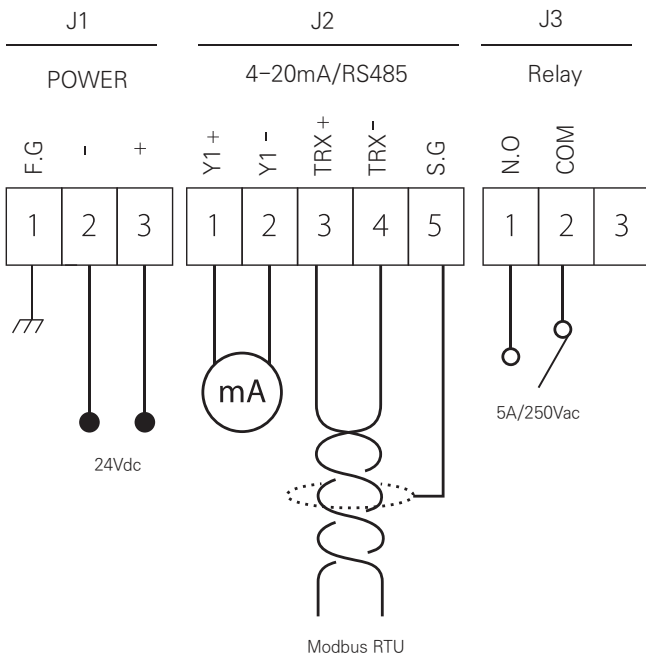 J1 J2 J3
POWER 4-20mA/RS485 Relay
F.G - + Y1 + Y1 - TRX + TRX - S.G N.O COM
1 2 3 1 2 3 4 5 1 2 3
mA
5A/250Vac
24Vdc
Modbus RTU